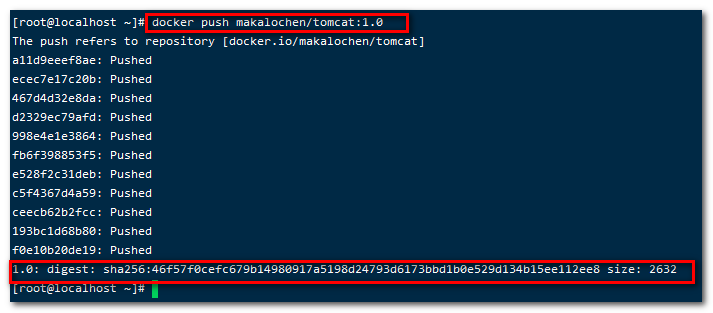 [root@localhost ~]# docker push makalochen/tomcat:1.0
The push refers to repository [docker.io/makalochen/tomcat]
a11d9eeef8ae: Pushed
ecec7e17c20b: Pushed
467d4d32e8da: Pushed
d2329ec79afd: Pushed
998e4e1e3864: Pushed
fb6f398853f5: Pushed
e528f2c31deb: Pushed
c5f4367d4a59: Pushed
ceecb62b2fcc: Pushed
193bc1d68b80: Pushed
f0e10b20de19: Pushed
1.0: digest: sha256:46f57f0cefc679b14980917a5198d24793d6173bbd1b0e529d134b15ee112ee8 size: 2632
[root@localhost ~]#